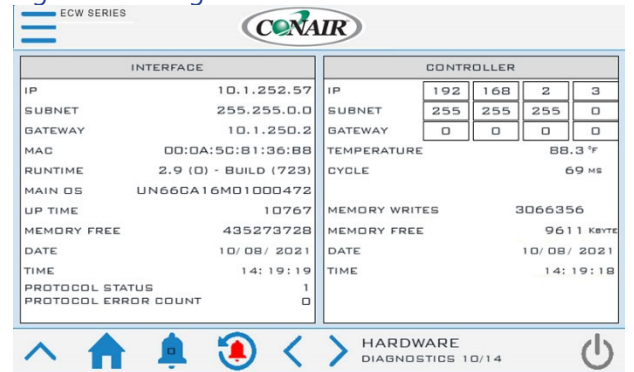 ECW SERIES
CONAIR
INTERFACE
IP 10.1.252.57
SUBNET 255.255.0.0
GATEWAY 10.1.250.2
MAC 00:0A:5C:81:36:B8
RUNTIME 2.9 (0) - BUILD (723)
MAIN OS UN66CA16M01000472
UP TIME 10767
MEMORY FREE 435273728
DATE 10/08/2021
TIME 14:19:19
PROTOCOL STATUS 1
PROTOCOL ERROR COUNT 0
CONTROLLER
IP 192 168 2 3
SUBNET 255 255 255 0
GATEWAY 0 0 0 0
TEMPERATURE 88.3 °F
CYCLE 69 MS
MEMORY WRITES 3066356
MEMORY FREE 9611 KBYTE
DATE 10/08/2021
TIME 14:19:18
0
HARDWARE
DIAGNOSTICS 10/14